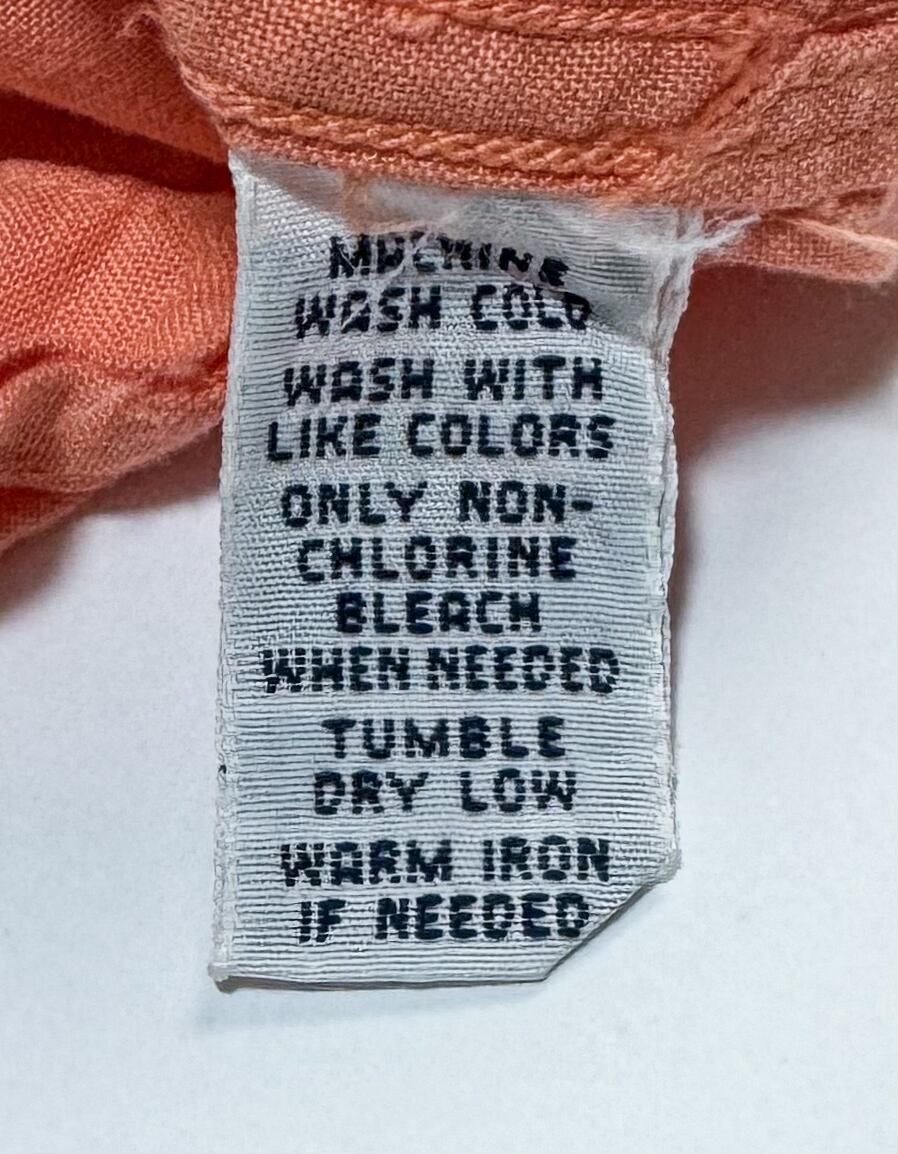 MACHINE
WASH COLD
WASH WITH
LIKE COLORS
ONLY NON-
CHLORINE
BLEACH
WHEN NEEDED
TUMBLE
DRY LOW
WARM IRON
IF NEEDED